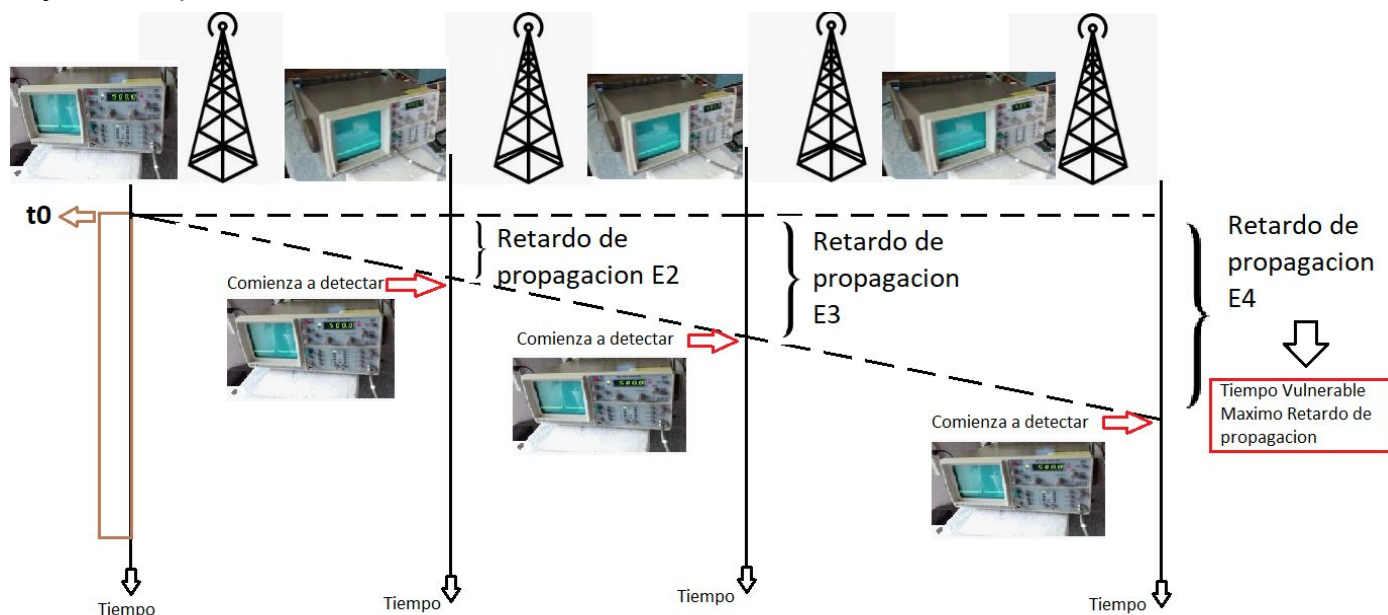 t0
Retardo de
propagacion E2
Retardo de
propagacion
E3
Retardo de
propagacion
E4
Comienza a detectar
Comienza a detectar
Comienza a detectar
Tiempo Vulnerable
Maximo Retardo de
propagacion
Tiempo
Tiempo
Tiempo
Tiempo